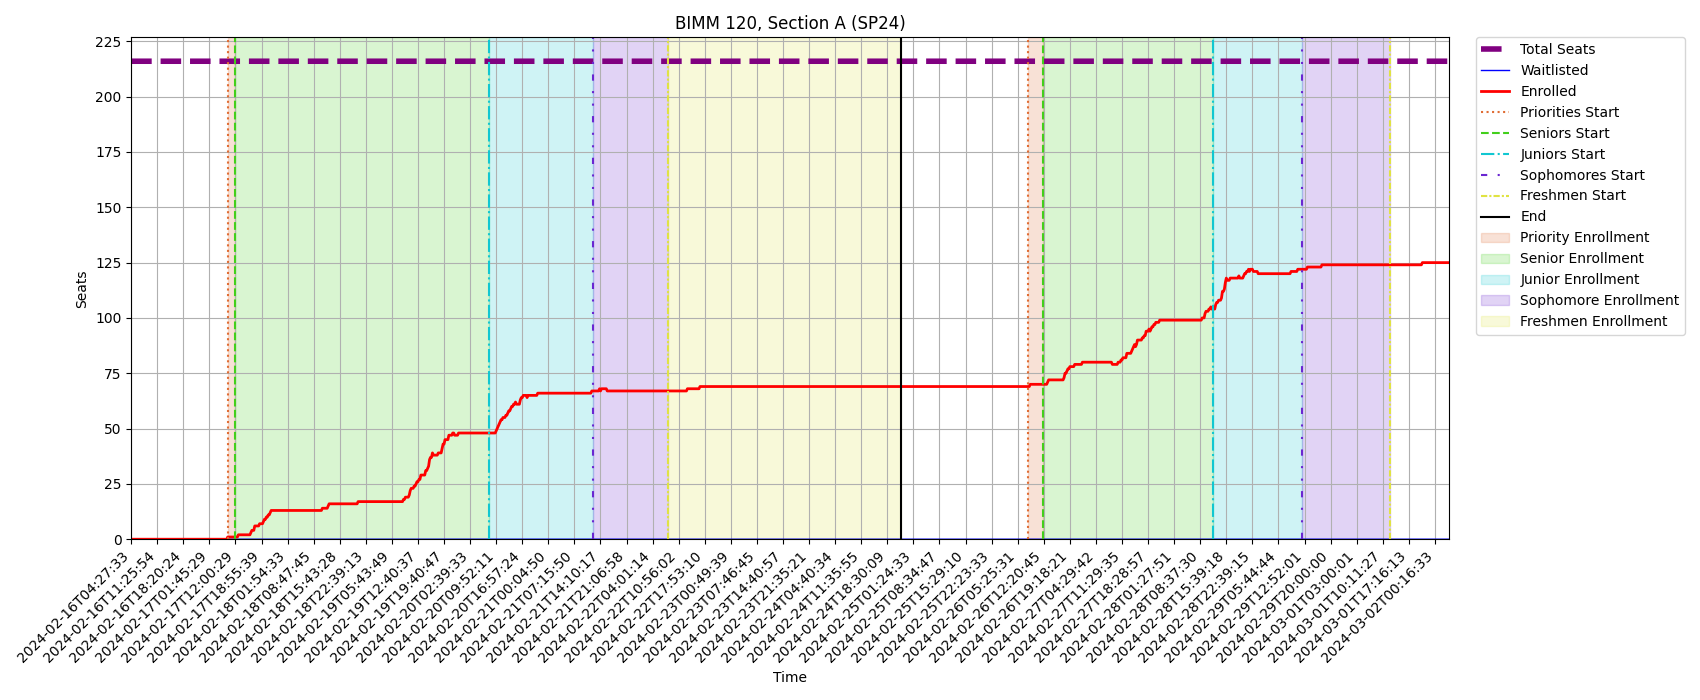 BIMM 120, Section A (SP24)
Seats
225
200
175
150
125
100
75
50
25
0
2024-02-16T04:27:33
2024-02-16T11:25:54
2024-02-16T18:20:24
2024-02-17T01:45:29
2024-02-17T12:00:29
2024-02-17T18:55:39
2024-02-18T01:54:33
2024-02-18T08:47:45
2024-02-18T15:43:28
2024-02-18T22:39:13
2024-02-19T05:43:49
2024-02-19T12:40:37
2024-02-19T19:40:47
2024-02-20T02:39:33
2024-02-20T09:52:11
2024-02-20T16:57:24
2024-02-21T00:04:50
2024-02-21T07:15:50
2024-02-21T14:10:17
2024-02-21T21:06:58
2024-02-22T04:01:14
2024-02-22T10:56:02
2024-02-22T17:53:10
2024-02-23T00:49:39
2024-02-23T07:46:45
2024-02-23T14:40:57
2024-02-23T21:35:21
2024-02-24T04:40:34
2024-02-24T11:35:55
2024-02-24T18:30:09
2024-02-25T01:24:33
2024-02-25T08:34:47
2024-02-25T15:29:10
2024-02-25T22:23:33
2024-02-26T05:25:31
2024-02-26T12:20:45
2024-02-26T19:18:21
2024-02-27T04:29:42
2024-02-27T11:29:35
2024-02-27T18:28:57
2024-02-28T01:27:51
2024-02-28T08:37:30
2024-02-28T15:39:18
2024-02-28T22:39:15
2024-02-29T05:44:44
2024-02-29T12:52:01
2024-02-29T20:00:00
2024-03-01T03:00:01
2024-03-01T10:11:27
2024-03-01T17:16:13
2024-03-02T00:16:33
Time
Total Seats
Waitlisted
Enrolled
Priorities Start
Seniors Start
Juniors Start
Sophomores Start
Freshmen Start
End
Priority Enrollment
Senior Enrollment
Junior Enrollment
Sophomore Enrollment
Freshmen Enrollment